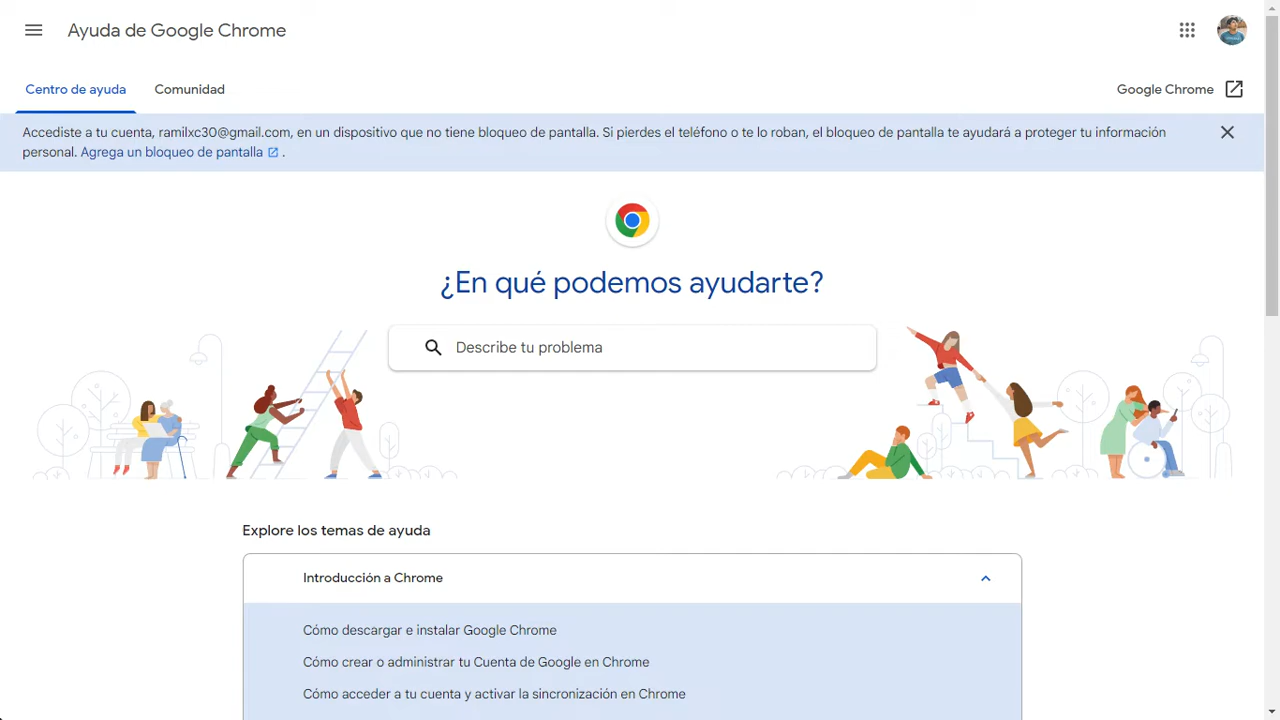 Ayuda de Google Chrome
Centro de ayuda
Comunidad
Google Chrome
Accediste a tu cuenta, ramilxc30@gmail.com, en un dispositivo que no tiene bloqueo de pantalla. Si pierdes el teléfono o te lo roban, el bloqueo de pantalla te ayudará a proteger tu información
personal. Agrega un bloqueo de pantalla .
¿En qué podemos ayudarte?
Describe tu problema
Explore los temas de ayuda
Introducción a Chrome
Cómo descargar e instalar Google Chrome
Cómo crear o administrar tu Cuenta de Google en Chrome
Cómo acceder a tu cuenta y activar la sincronización en Chrome